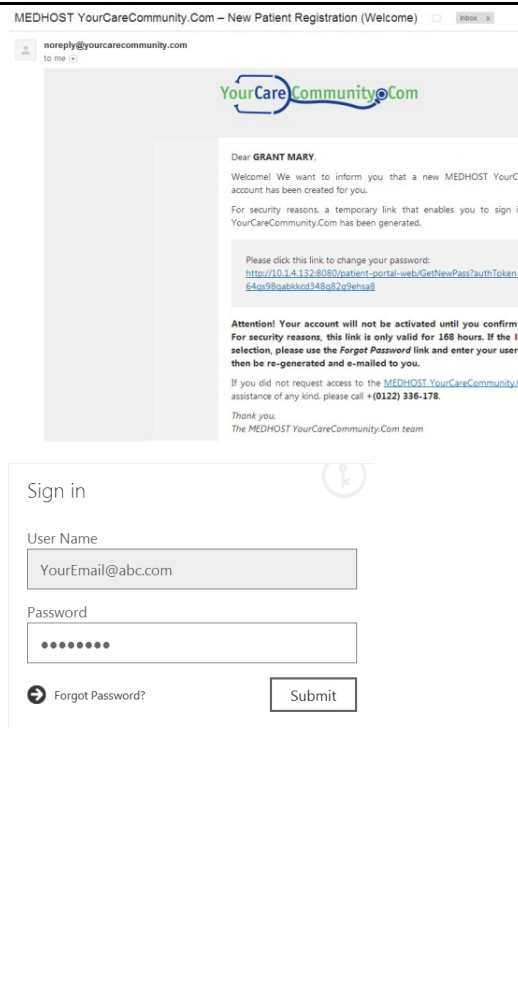 MEDHOST YourCareCommunity.Com – New Patient Registration (Welcome) Inbox x
noreply@yourcarecommunity.com
to me
YourCareCommunity.Com
Dear GRANT MARY,
Welcome! We want to inform you that a new MEDHOST YourC
account has been created for you.
For security reasons, a temporary link that enables you to sign i
YourCareCommunity.Com has been generated.
Please click this link to change your password:
http://10.1.4.132:8080/patient-portal-web/GetNewPass?authToken=
64qs98qabkkcd348g82q9ehsa8
Attention! Your account will not be activated until you confirm
For security reasons, this link is only valid for 168 hours. If the li
selection, please use the Forgot Password link and enter your user
then be re-generated and e-mailed to you.
If you did not request access to the MEDHOST YourCareCommunity.
assistance of any kind, please call +(0122) 336-178.
Thank you,
The MEDHOST YourCareCommunity.Com team
Sign in
User Name
YourEmail@abc.com
Password
Forgot Password? Submit